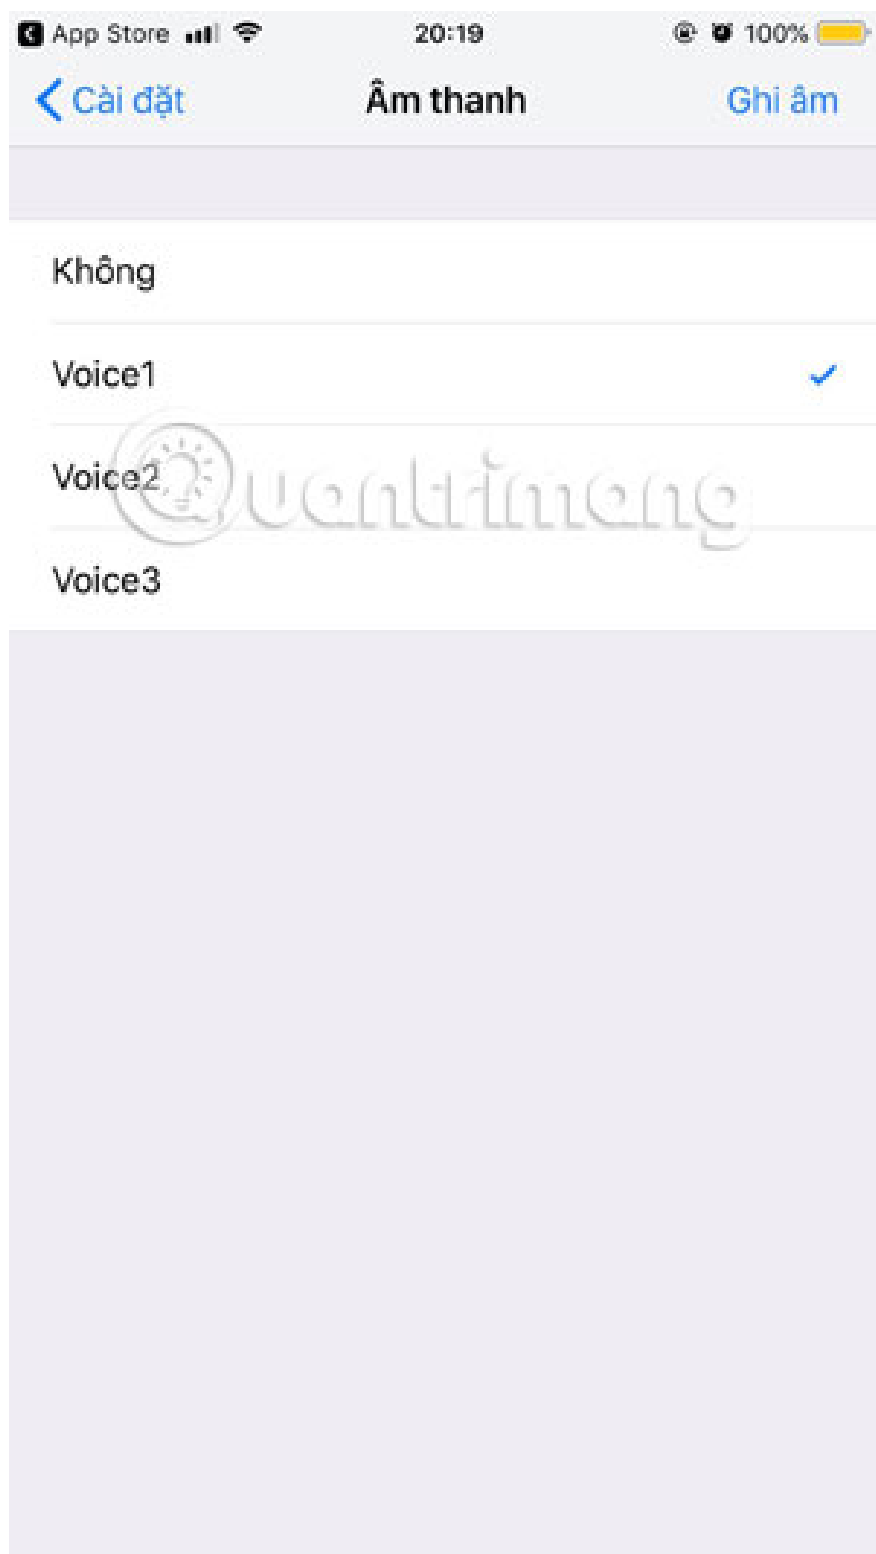 App Store 20:19 100%
Cài đặt Âm thanh Ghi âm
Không
Voice1
Voice2
Quantrimang
Voice3